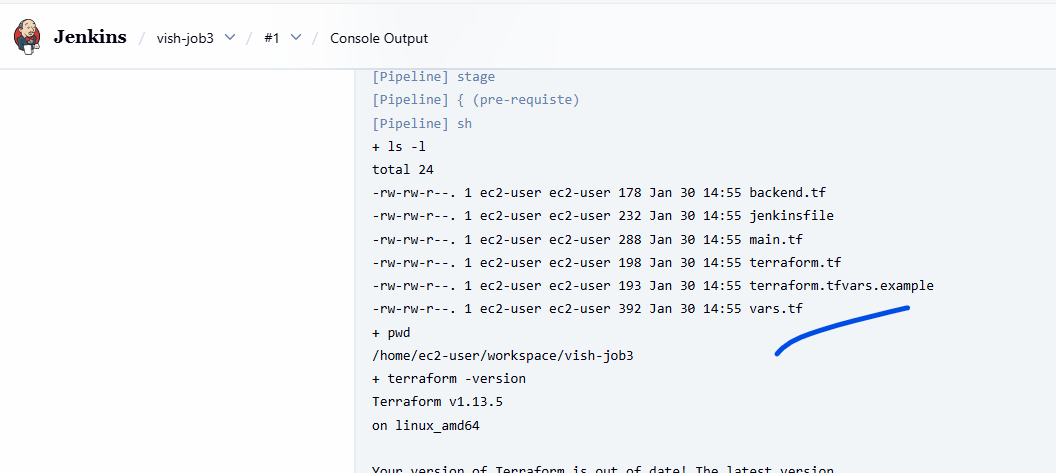 Jenkins / vish-job3 / #1 / Console Output
[Pipeline] stage
[Pipeline] { (pre-requiste)
[Pipeline] sh
+ ls -l
total 24
-rw-rw-r--. 1 ec2-user ec2-user 178 Jan 30 14:55 backend.tf
-rw-rw-r--. 1 ec2-user ec2-user 232 Jan 30 14:55 jenkinsfile
-rw-rw-r--. 1 ec2-user ec2-user 288 Jan 30 14:55 main.tf
-rw-rw-r--. 1 ec2-user ec2-user 198 Jan 30 14:55 terraform.tf
-rw-rw-r--. 1 ec2-user ec2-user 193 Jan 30 14:55 terraform.tfvars.example
-rw-rw-r--. 1 ec2-user ec2-user 392 Jan 30 14:55 vars.tf
+ pwd
/home/ec2-user/workspace/vish-job3
+ terraform -version
Terraform v1.13.5
on linux_amd64
Your version of Terraform is out of date! The latest version